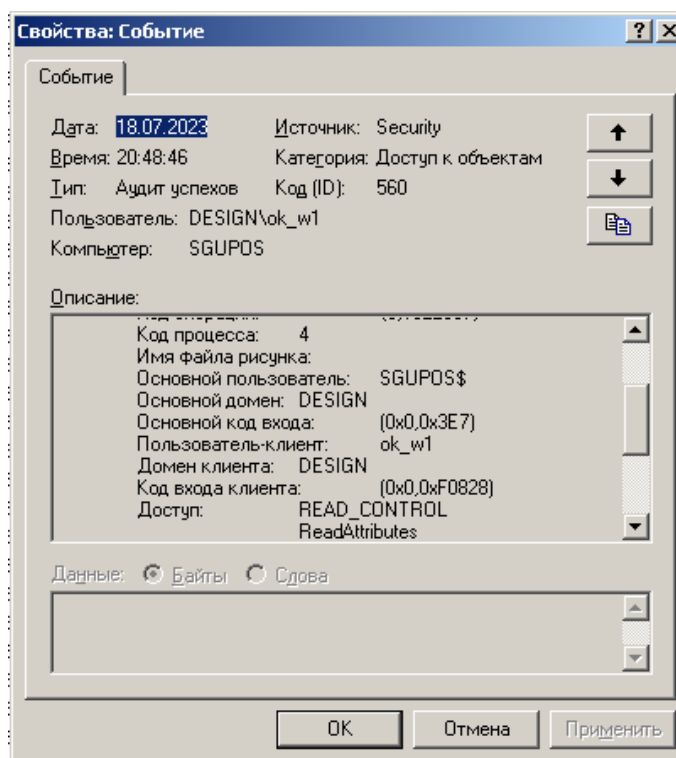 Свойства: Событие
Событие
Дата: 18.07.2023 Источник: Security
Время: 20:48:46 Категория: Доступ к объектам
Тип: Аудит успехов Код (ID): 560
Пользователь: DESIGN\ok_w1
Компьютер: SGUPOS
Описание:
Код процесса: 4
Имя файла рисунка:
Основной пользователь: SGUPOS$
Основной домен: DESIGN
Основной код входа: (0x0,0x3E7)
Пользователь-клиент: ok_w1
Домен клиента: DESIGN
Код входа клиента: (0x0,0xF0828)
Доступ: READ_CONTROL
ReadAttributes
Данные: Байты Слова
ОК Отмена Применить